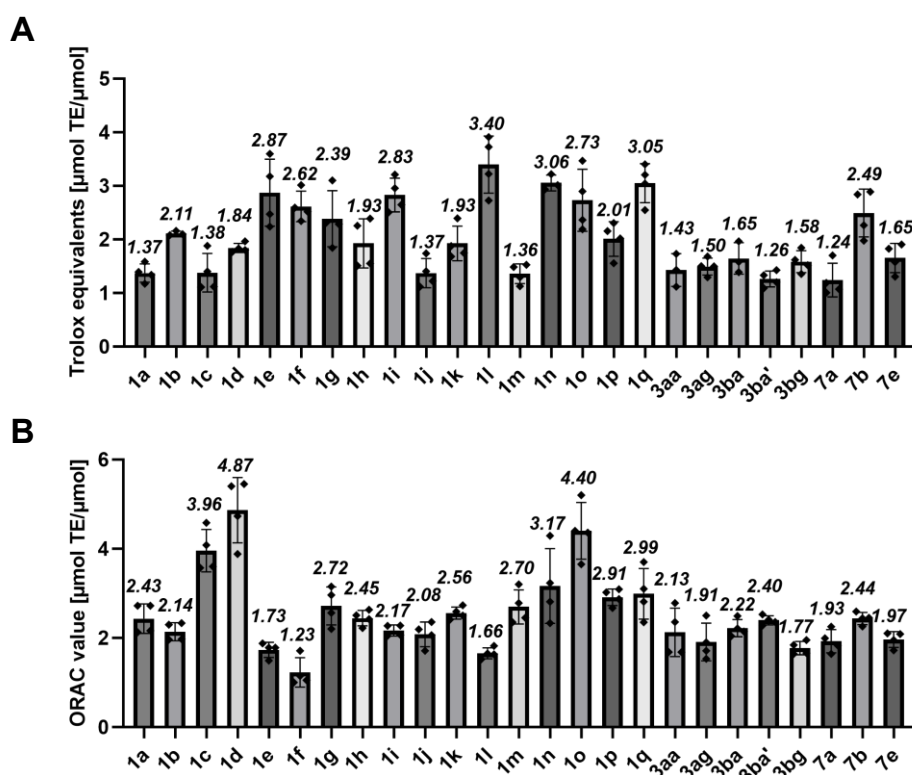 A
Trolox equivalents [µmol TE/µmol]
5
4
3
2
1
0
1.37
2.11
1.38
1.84
2.87
2.62
2.39
1.93
2.83
1.37
1.93
3.40
1.36
3.06
2.73
2.01
3.05
1.43
1.50
1.65
1.26
1.58
1.24
2.49
1.65
1a
1b
1c
1d
1e
1f
1g
1h
1i
1j
1k
1l
1m
1n
1o
1p
1q
3aa
3ag
3ba
3ba'
3bg
7a
7b
7e
B
ORAC value [µmol TE/µmol]
6
4
2
0
2.43
2.14
3.96
4.87
1.73
1.23
2.72
2.45
2.17
2.08
2.56
1.66
2.70
3.17
4.40
2.91
2.99
2.13
1.91
2.22
2.40
1.77
1.93
2.44
1.97
1a
1b
1c
1d
1e
1f
1g
1h
1i
1j
1k
1l
1m
1n
1o
1p
1q
3aa
3ag
3ba
3ba'
3bg
7a
7b
7e